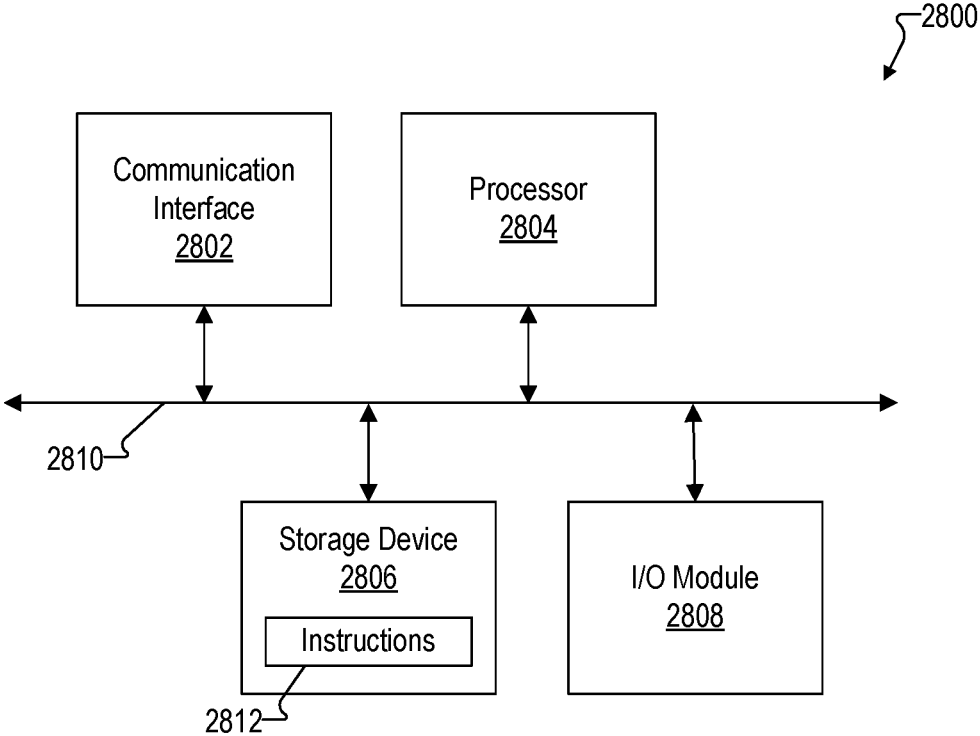 2800
Communication
Interface
2802
Processor
2804
2810
Storage Device
2806
Instructions
2812
I/O Module
2808